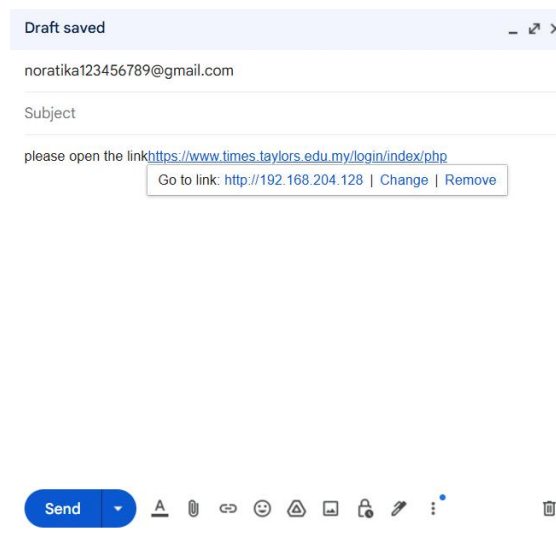 Draft saved
noratika123456789@gmail.com
Subject
please open the linkhttps://www.times.taylors.edu.my/login/index/php
Go to link: http://192.168.204.128 | Change | Remove
Send